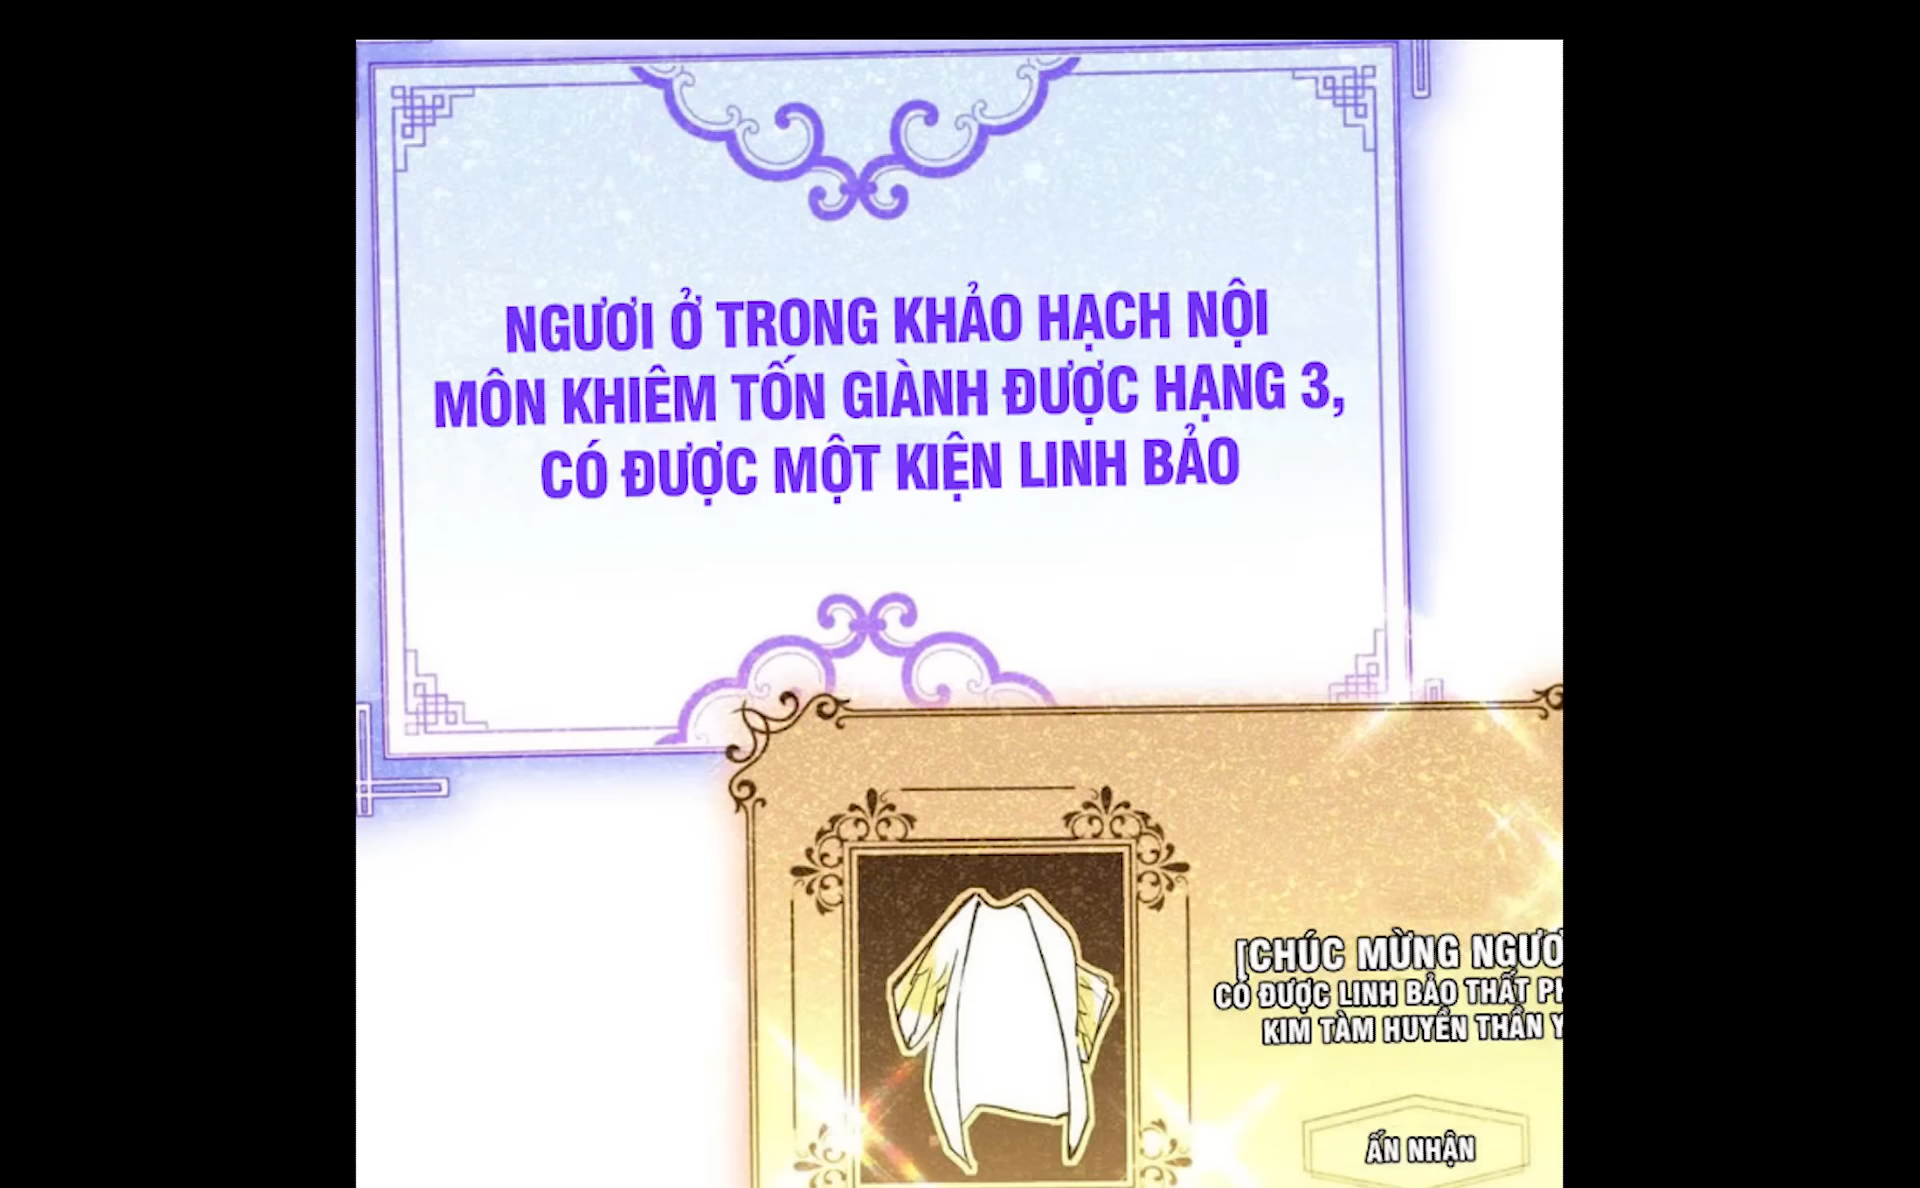 NGƯƠI Ở TRONG KHẢO HẠCH NỘI
MÔN KHIÊM TỐN GIÀNH ĐƯỢC HẠNG 3,
CÓ ĐƯỢC MỘT KIỆN LINH BẢO
[CHÚC MỪNG NGƯƠ
CÓ ĐƯỢC LINH BẢO THẤT
KIM TÀM HUYỀN THẦN
ẤN NHẬN